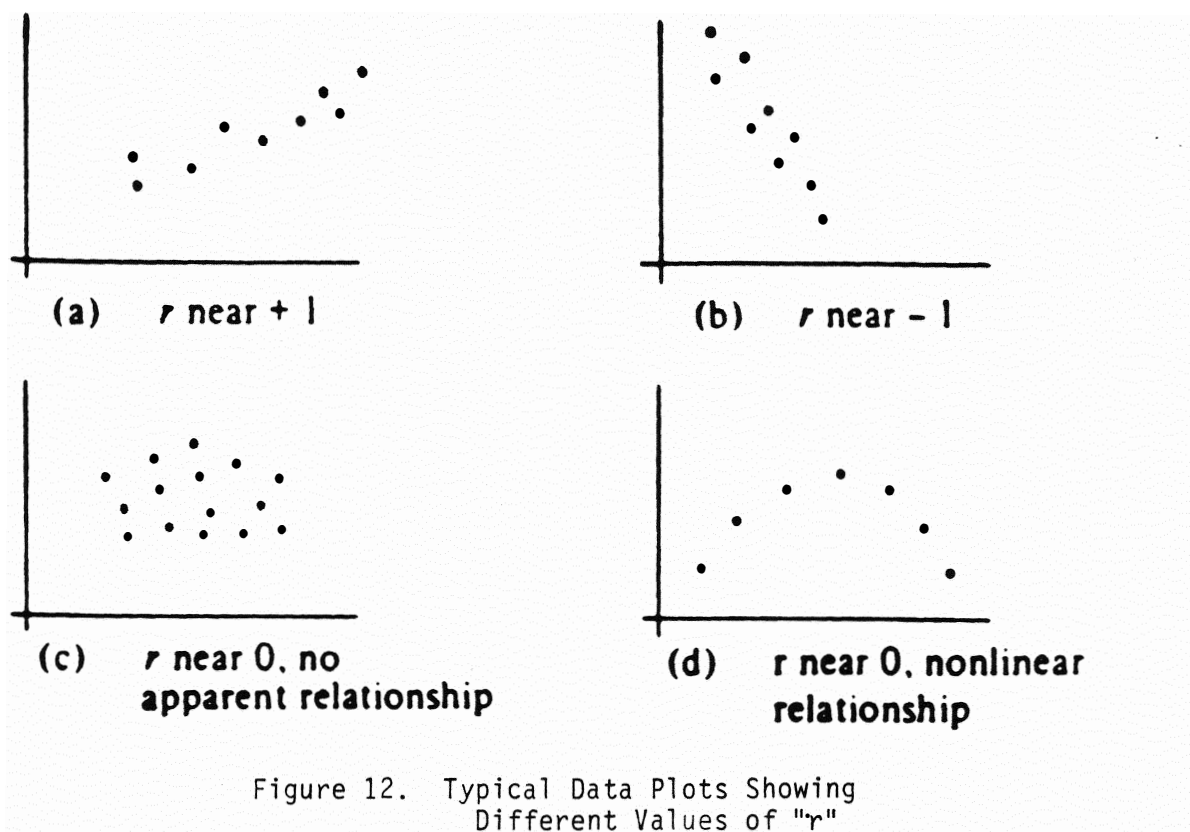 (a) r near + 1
(b) r near - 1
(c) r near 0, no
apparent relationship
(d) r near 0, nonlinear
relationship
Figure 12. Typical Data Plots Showing
Different Values of "r"